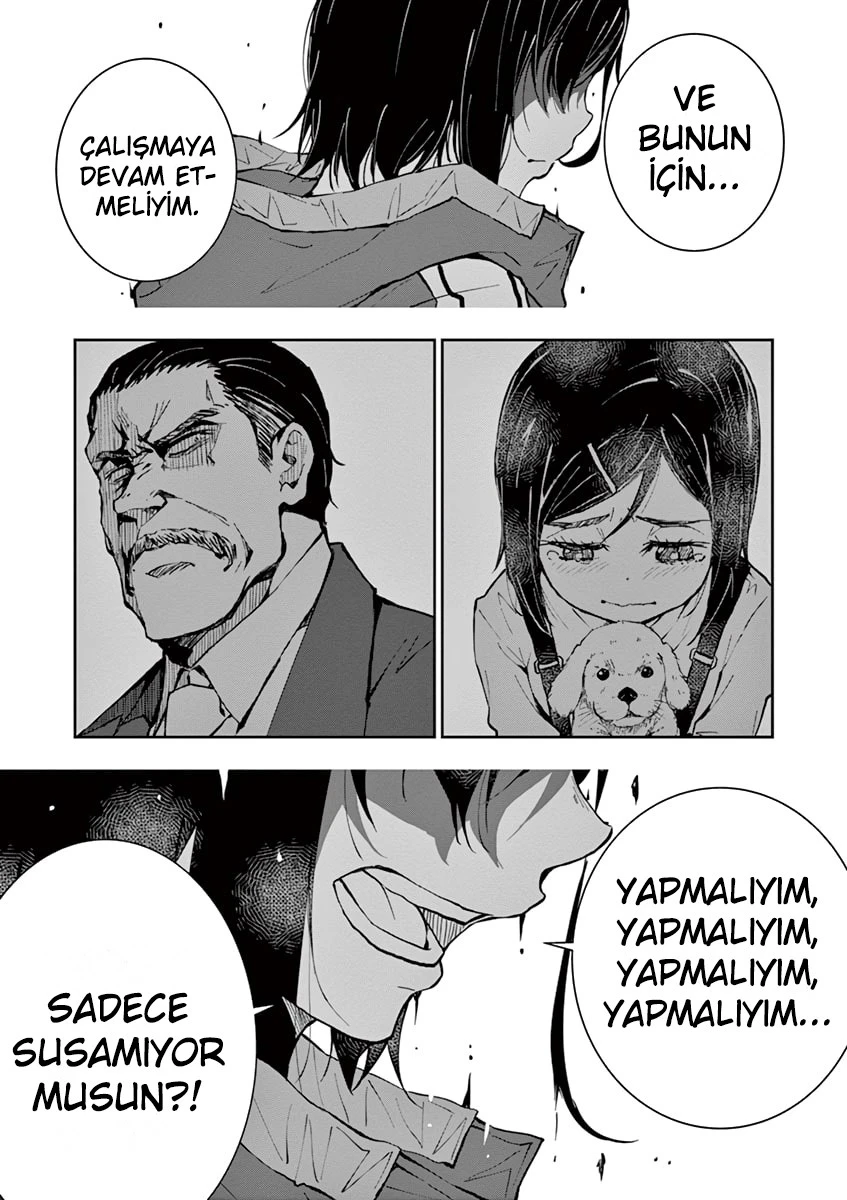 VE
BUNUN
İÇİN...
ÇALIŞMAYA
DEVAM ET-
MELİYİM.
YAPMALIYIM,
YAPMALIYIM,
YAPMALIYIM,
YAPMALIYIM...
SADECE
SUSAMIYOR
MUSUN?!